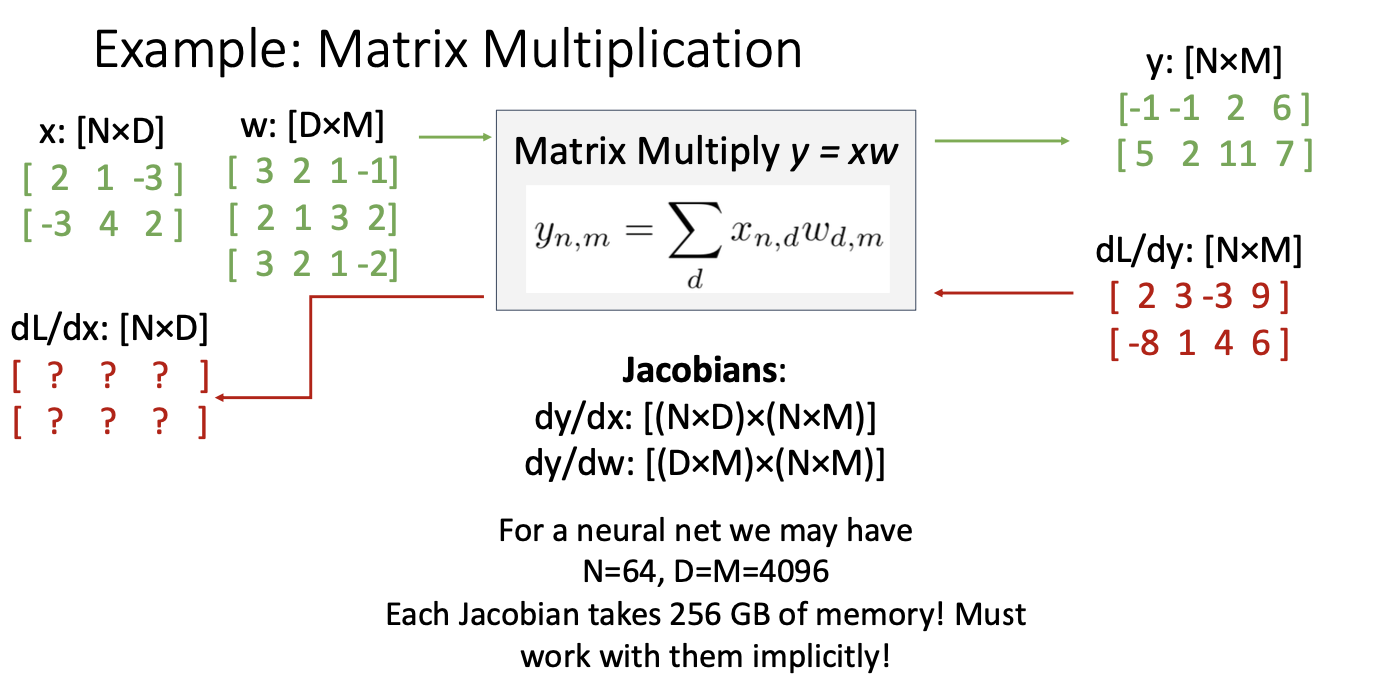 Example: Matrix Multiplication
x: [N×D]
[ 2 1 -3 ]
[ -3 4 2 ]
w: [D×M]
[ 3 2 1 -1]
[ 2 1 3 2]
[ 3 2 1 -2]
Matrix Multiply y = xw
y_{n,m} = \sum_{d} x_{n,d} w_{d,m}
y: [N×M]
[-1 -1 2 6 ]
[ 5 2 11 7 ]
dL/dy: [N×M]
[ 2 3 -3 9 ]
[ -8 1 4 6 ]
dL/dx: [N×D]
[ ? ? ? ]
[ ? ? ? ]
Jacobians:
dy/dx: [(N×D)×(N×M)]
dy/dw: [(D×M)×(N×M)]
For a neural net we may have
N=64, D=M=4096
Each Jacobian takes 256 GB of memory! Must
work with them implicitly!